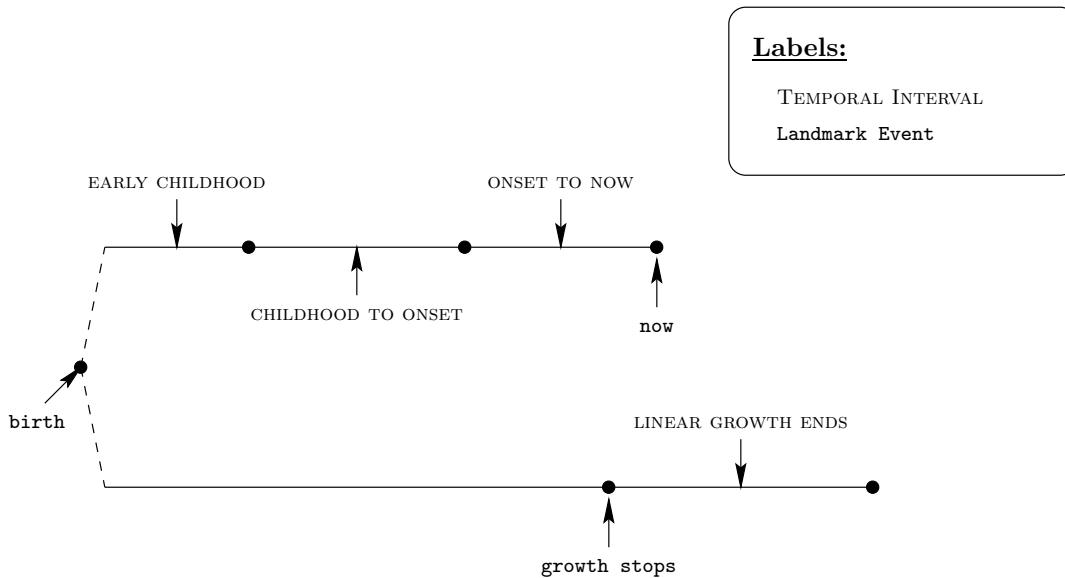 Labels:
TEMPORAL INTERVAL
Landmark Event
EARLY CHILDHOOD
ONSET TO NOW
CHILDHOOD TO ONSET
now
birth
LINEAR GROWTH ENDS
growth stops